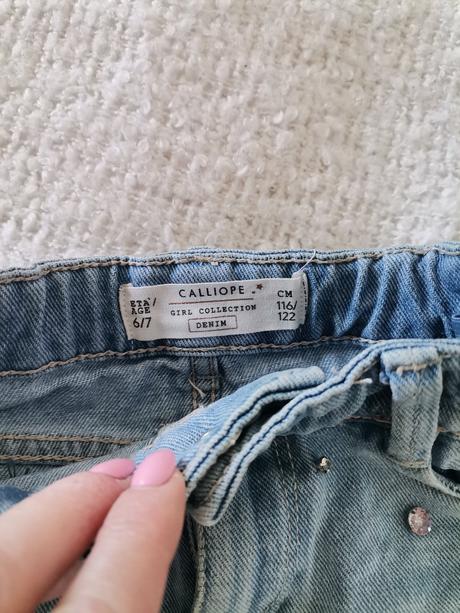 CALLIOPE
ETA'/
AGE
6/7
GIRL COLLECTION
DENIM
CM
116/
122